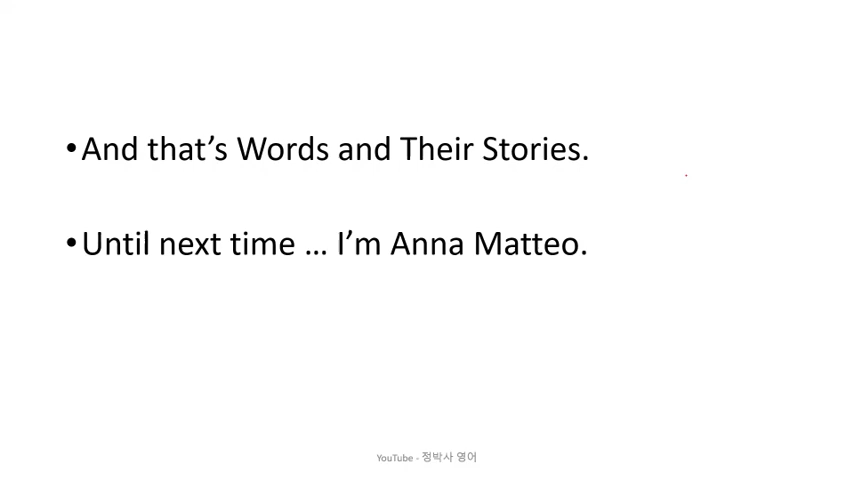 •And that’s Words and Their Stories.
•Until next time … I’m Anna Matteo.
YouTube - 정박사 영어